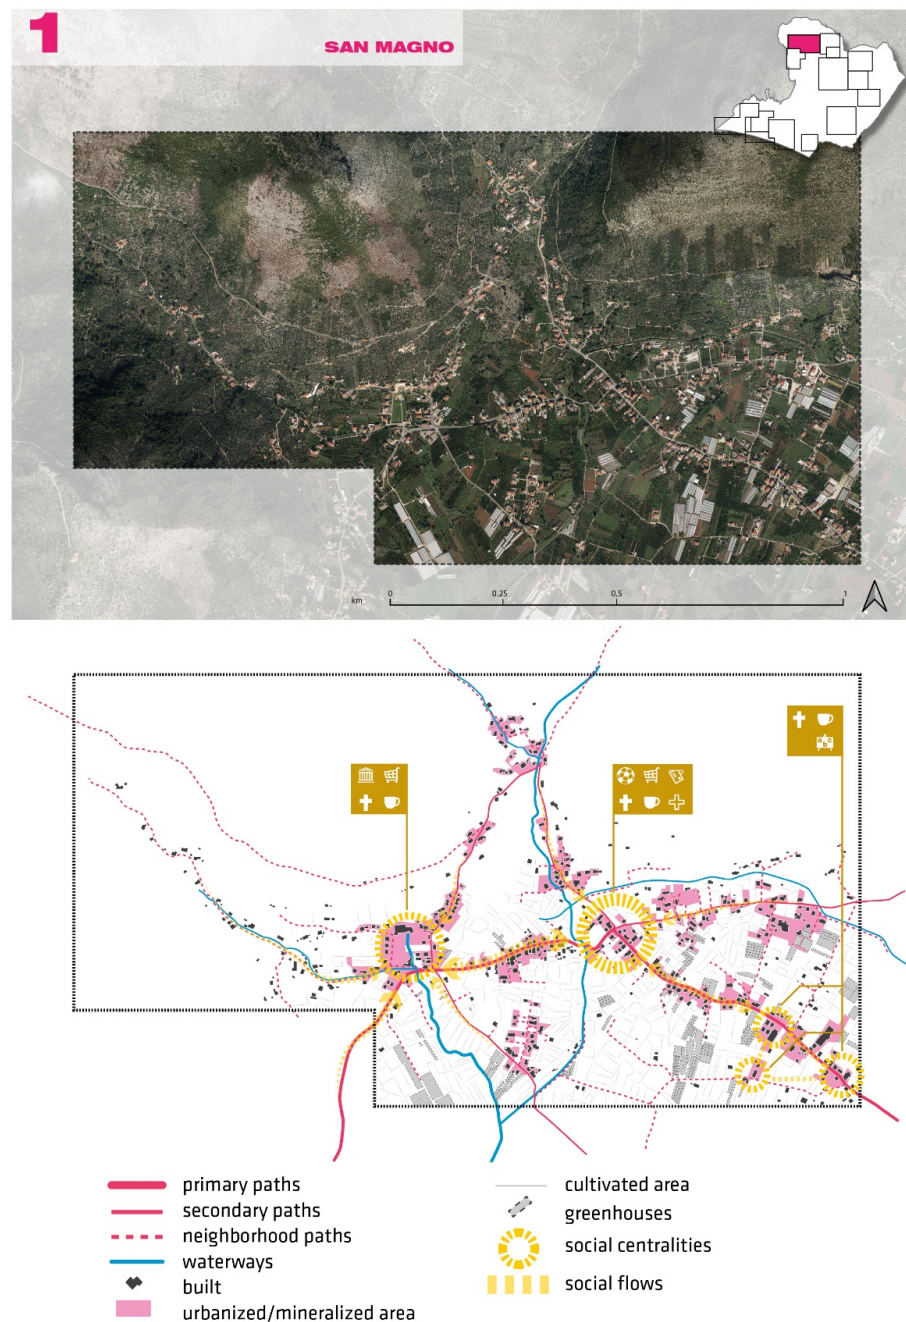 1
SAN MAGNO
km 0 0.25 0.5 1
primary paths
secondary paths
neighborhood paths
waterways
built
urbanized/mineralized area
cultivated area
greenhouses
social centralities
social flows